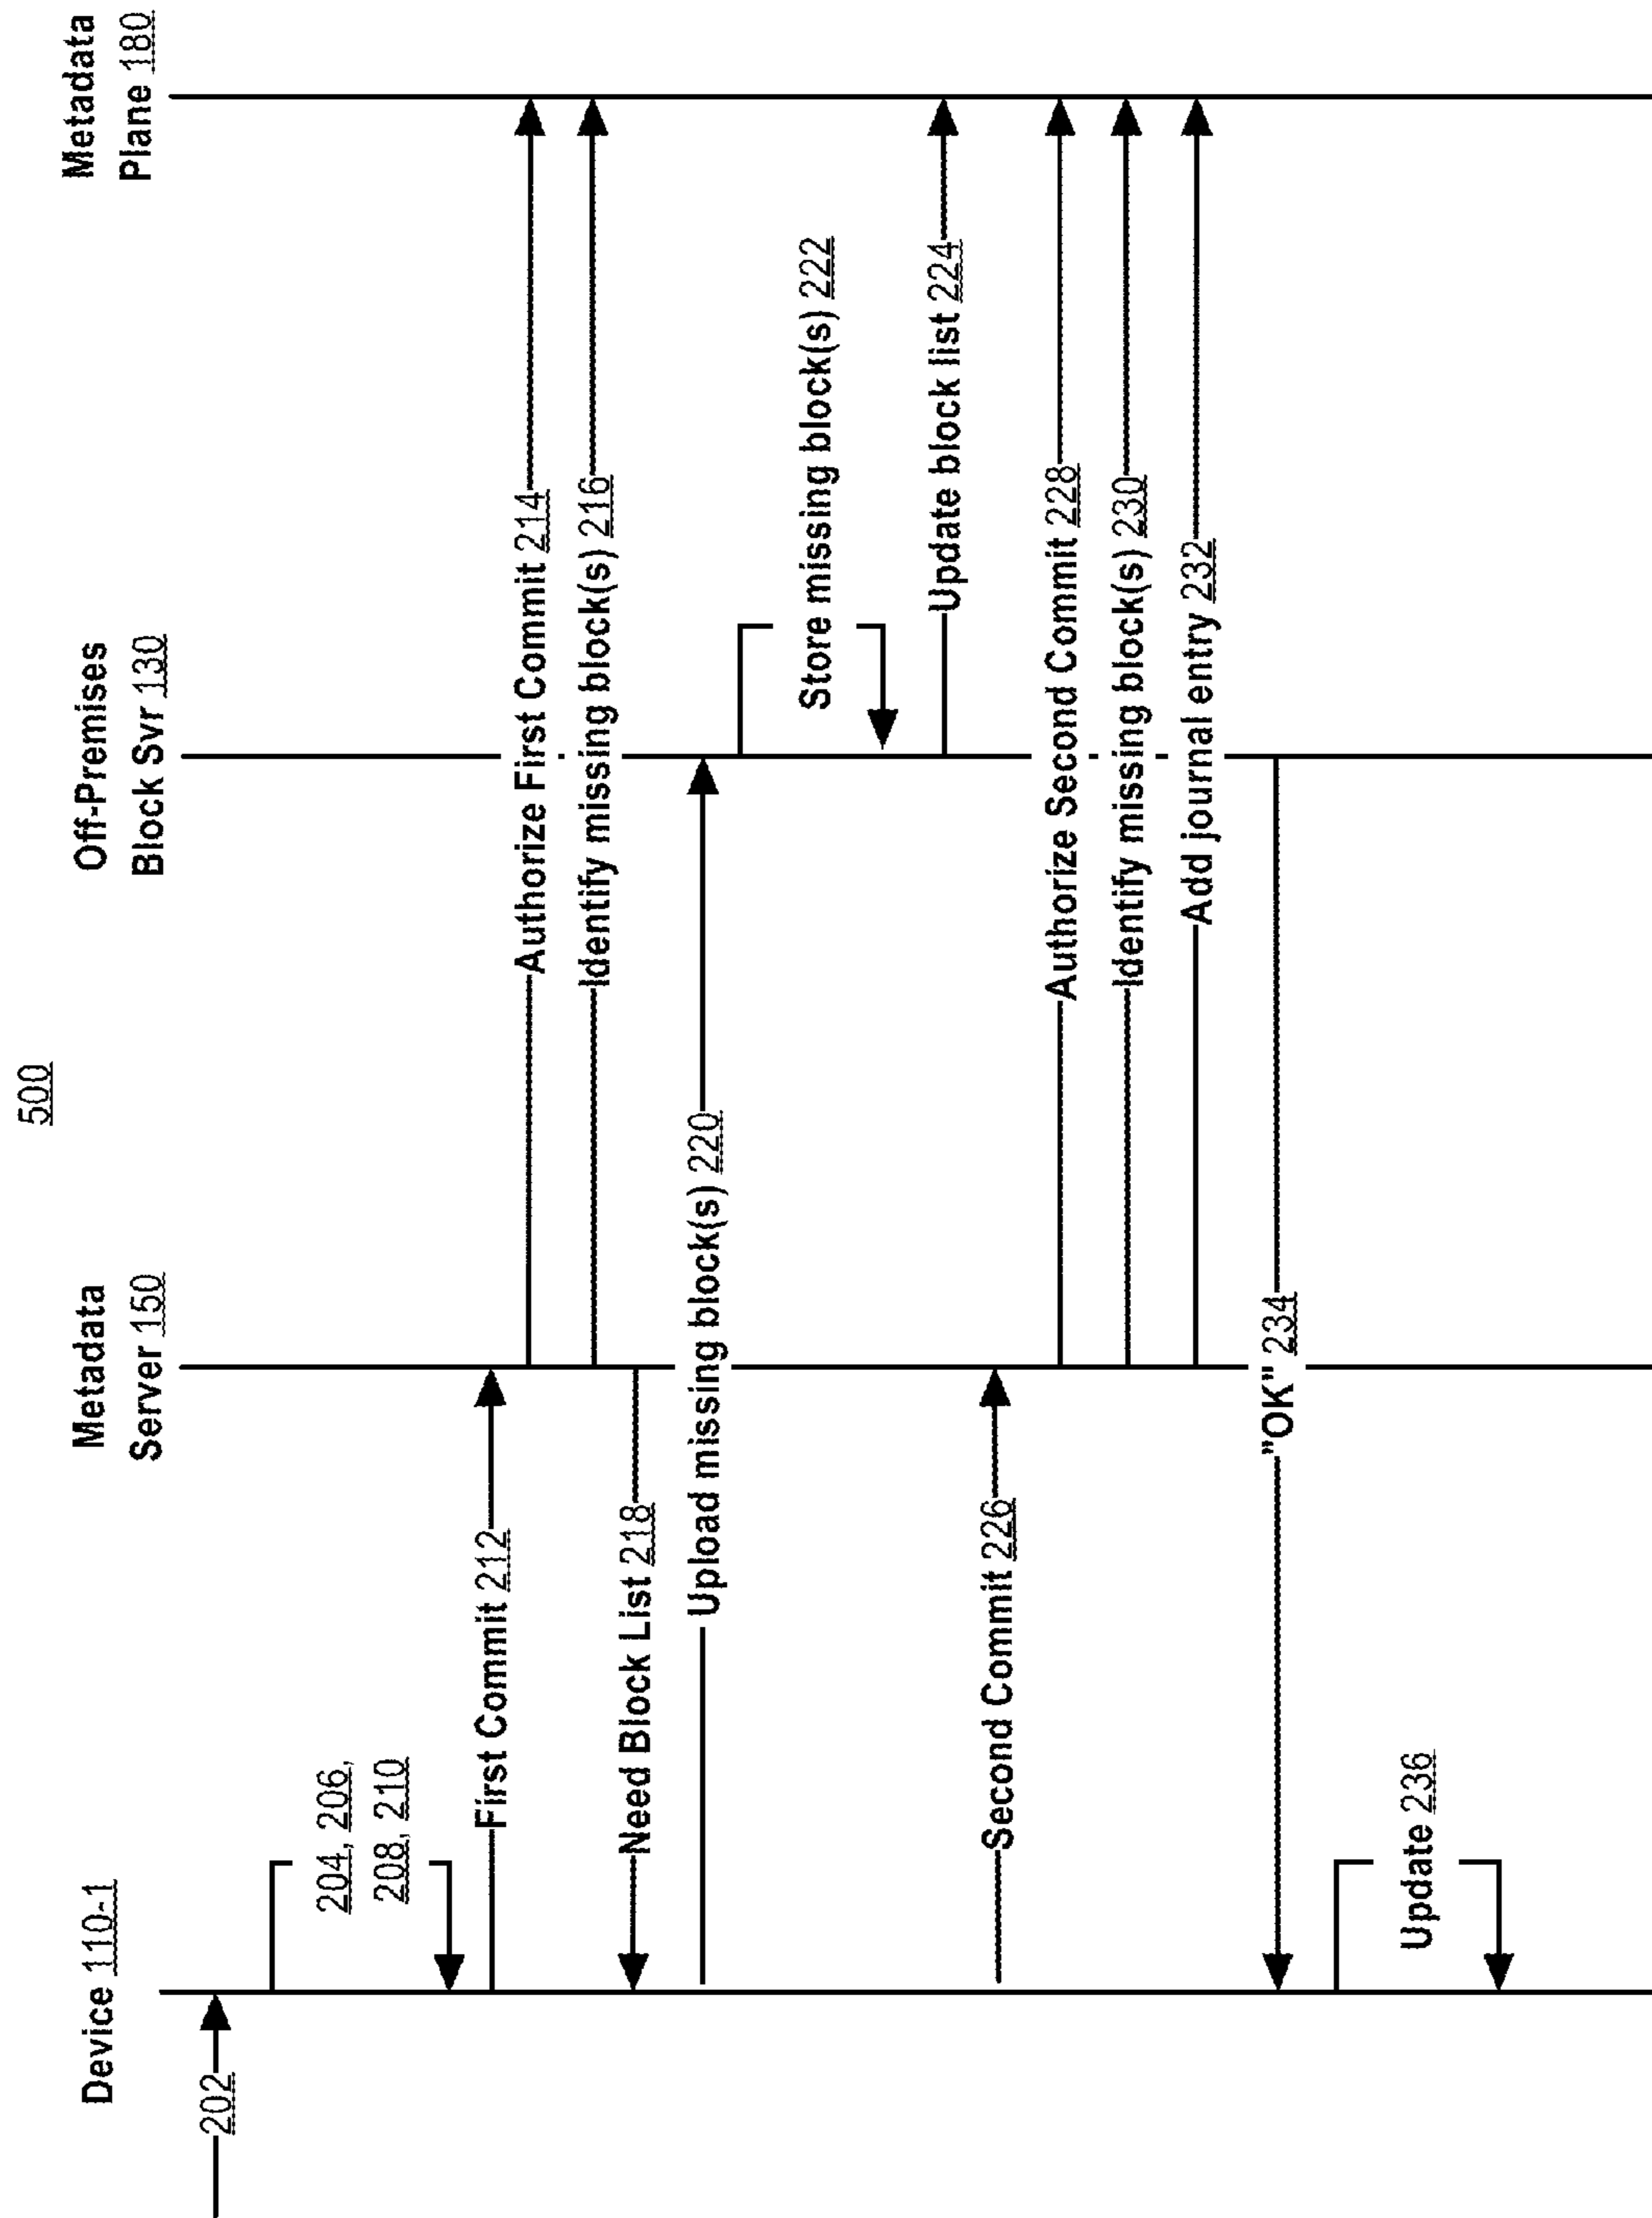 500
Device 110-1
Metadata
Server 150
Off-Premises
Block Svr 130
Metadata
Plane 180
202
204, 206,
208, 210
First Commit 212
Authorize First Commit 214
Identify missing block(s) 216
Need Block List 218
Upload missing block(s) 220
Store missing block(s) 222
Update block list 224
Second Commit 226
Authorize Second Commit 228
Identify missing block(s) 230
Add journal entry 232
"OK" 234
Update 236